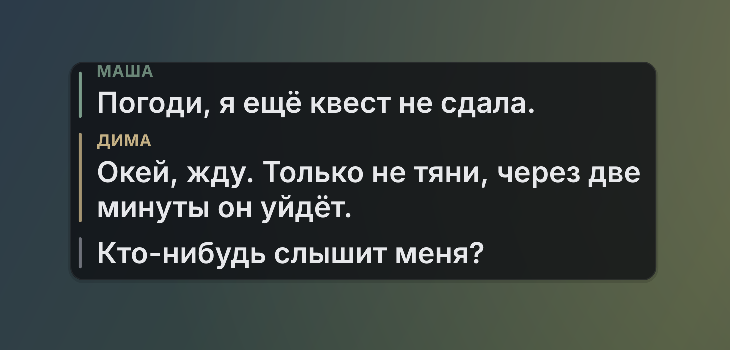 МАША
Погоди, я ещё квест не сдала.
ДИМА
Окей, жду. Только не тяни, через две
минуты он уйдёт.
Кто-нибудь слышит меня?